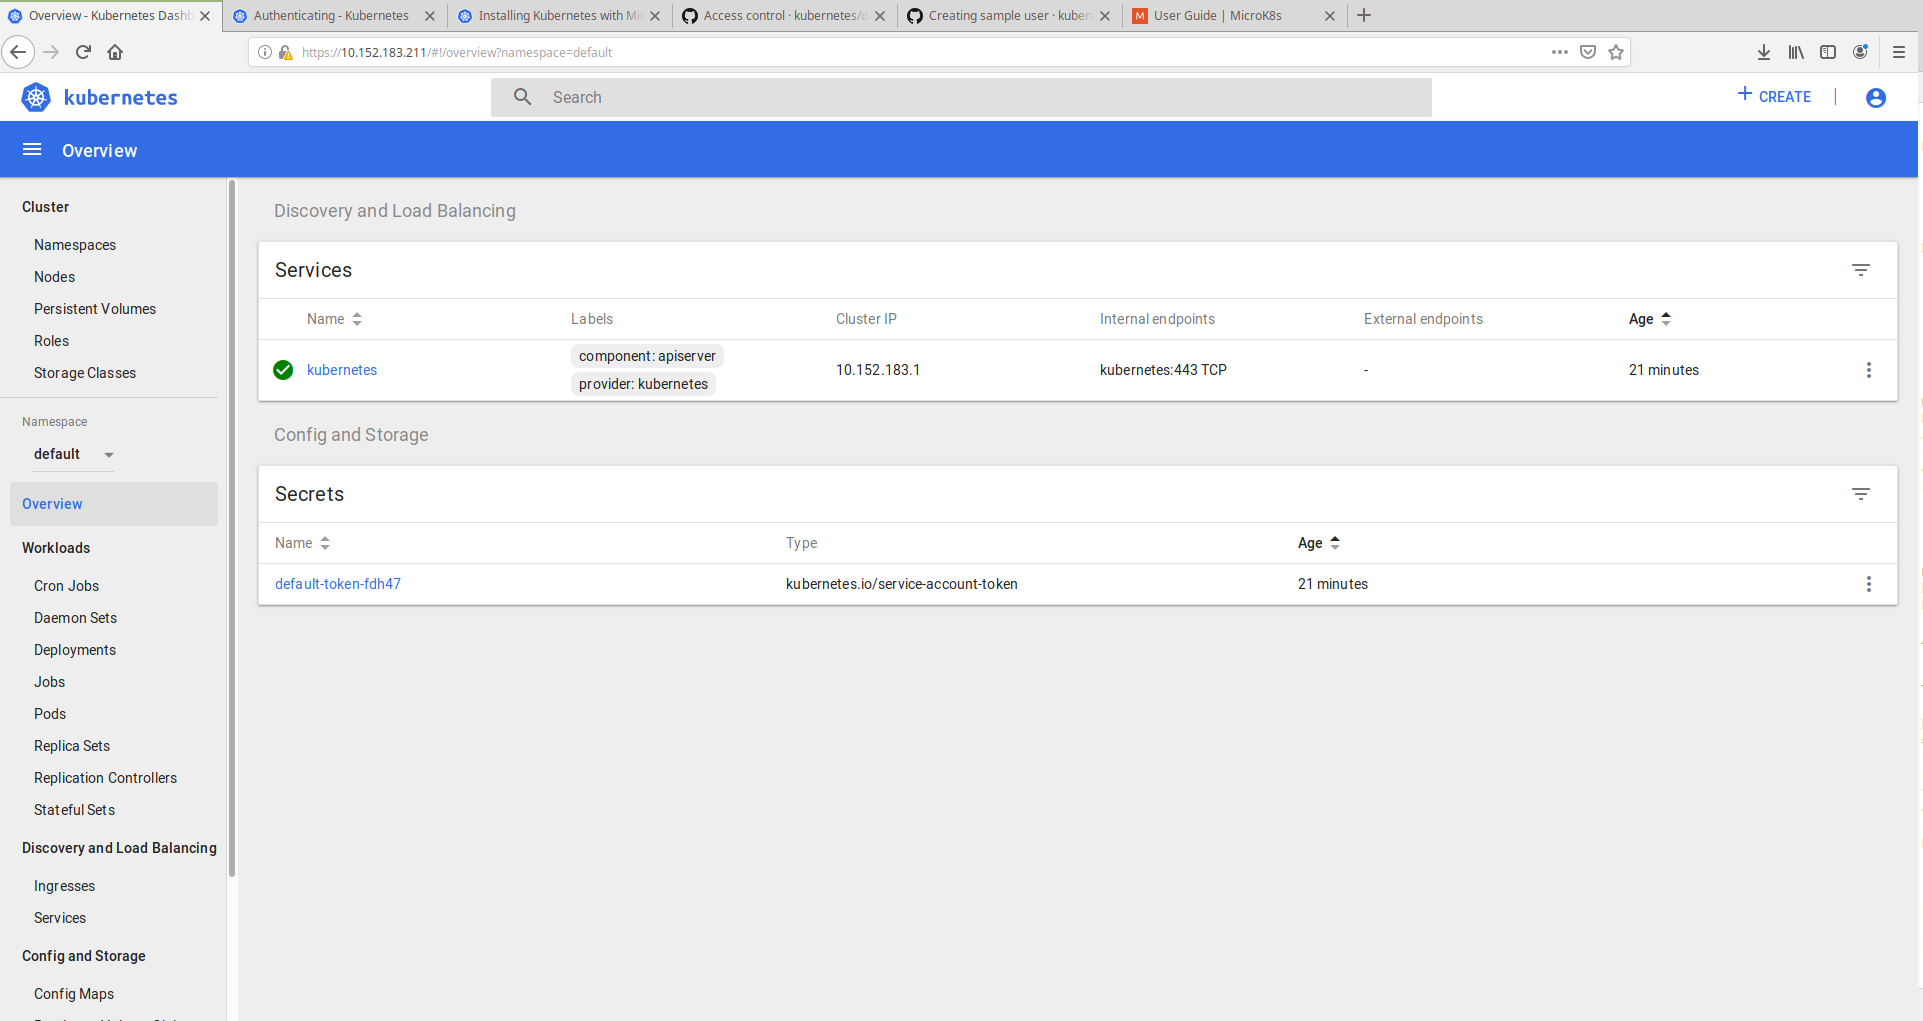 Overview - Kubernetes Dashb
Authenticating - Kubernetes
Installing Kubernetes with Min
Access control · kubernetes/d
Creating sample user · kuber
M User Guide | MicroK8s
https://10.152.183.211/#!/overview?namespace=default
kubernetes
Search
+ CREATE |
Overview
Cluster
Namespaces
Nodes
Persistent Volumes
Roles
Storage Classes
Namespace
default
Overview
Workloads
Cron Jobs
Daemon Sets
Deployments
Jobs
Pods
Replica Sets
Replication Controllers
Stateful Sets
Discovery and Load Balancing
Ingresses
Services
Config and Storage
Config Maps
Discovery and Load Balancing
Services
Name Labels Cluster IP Internal endpoints External endpoints Age
component: apiserver
kubernetes 10.152.183.1 kubernetes:443 TCP - 21 minutes
provider: kubernetes
Config and Storage
Secrets
Name Type Age
default-token-fdh47 kubernetes.io/service-account-token 21 minutes